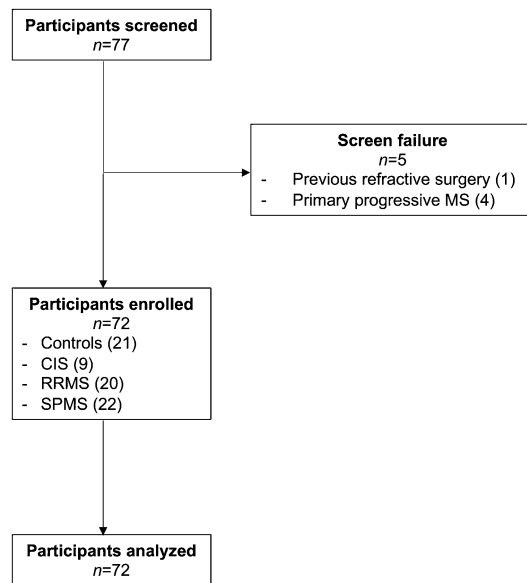 Participants screened
n=77
Screen failure
n=5
- Previous refractive surgery (1)
- Primary progressive MS (4)
Participants enrolled
n=72
- Controls (21)
- CIS (9)
- RRMS (20)
- SPMS (22)
Participants analyzed
n=72